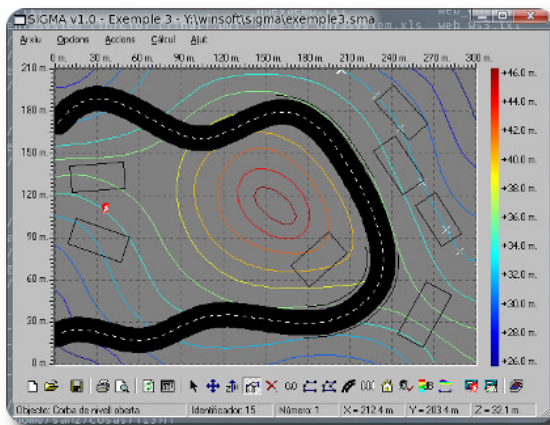 SIGMA v1.0 - Exemple 3 - Y:\winsoft\sigma\exemple3.sma
Arxiu Opcions Accions Càlcul Ajut
0 m. 30 m. 60 m. 90 m. 120 m. 150 m. 180 m. 210 m. 240 m. 270 m. 300 m.
210 m.
180 m.
150 m.
120 m.
90 m.
60 m.
30 m.
0 m.
+46.0 m.
+44.0 m.
+42.0 m.
+40.0 m.
+38.0 m.
+36.0 m.
+34.0 m.
+32.0 m.
+30.0 m.
+28.0 m.
+26.0 m.
Objecte: Corba de nivel oberta Identificador: 15 Número: 1 X = 212.4 m Y = 203.4 m Z = 32.1 m